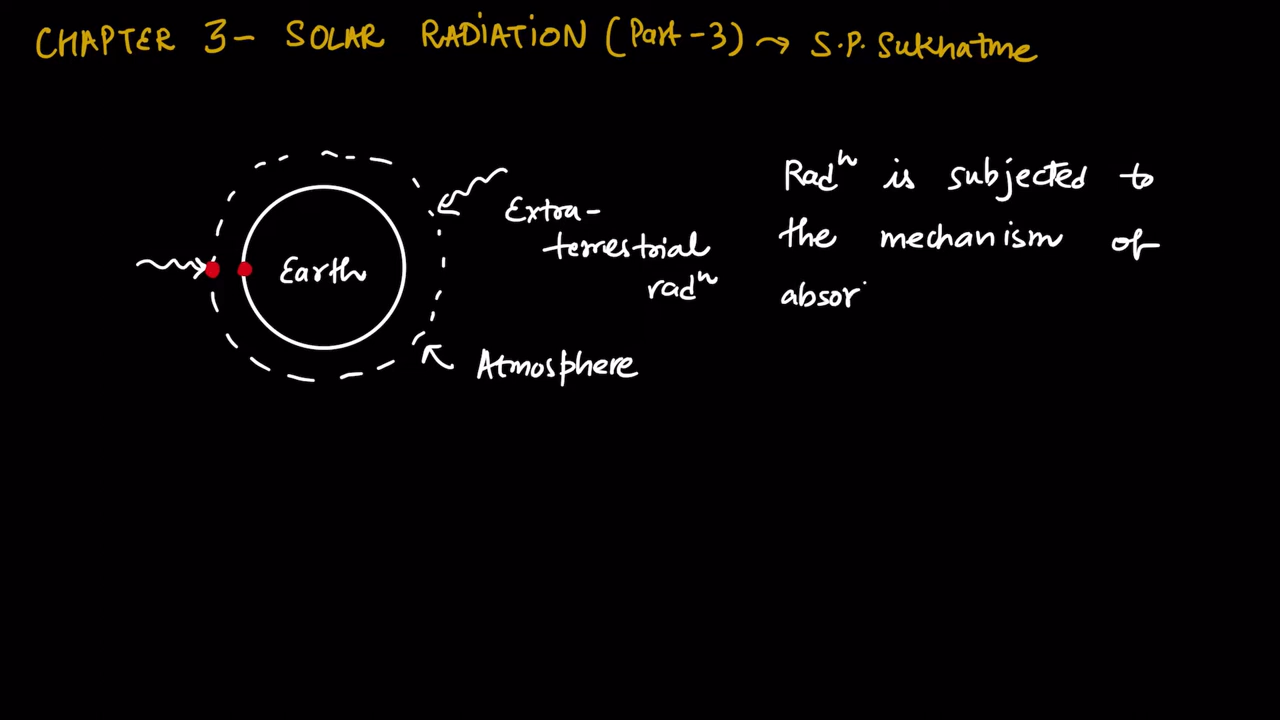 CHAPTER 3- SOLAR RADIATION (Part-3) → S.P. Sukhatme
Earth
Extra-
terrestrial
radⁿ
Atmosphere
Radⁿ is subjected to
the mechanism of
absor